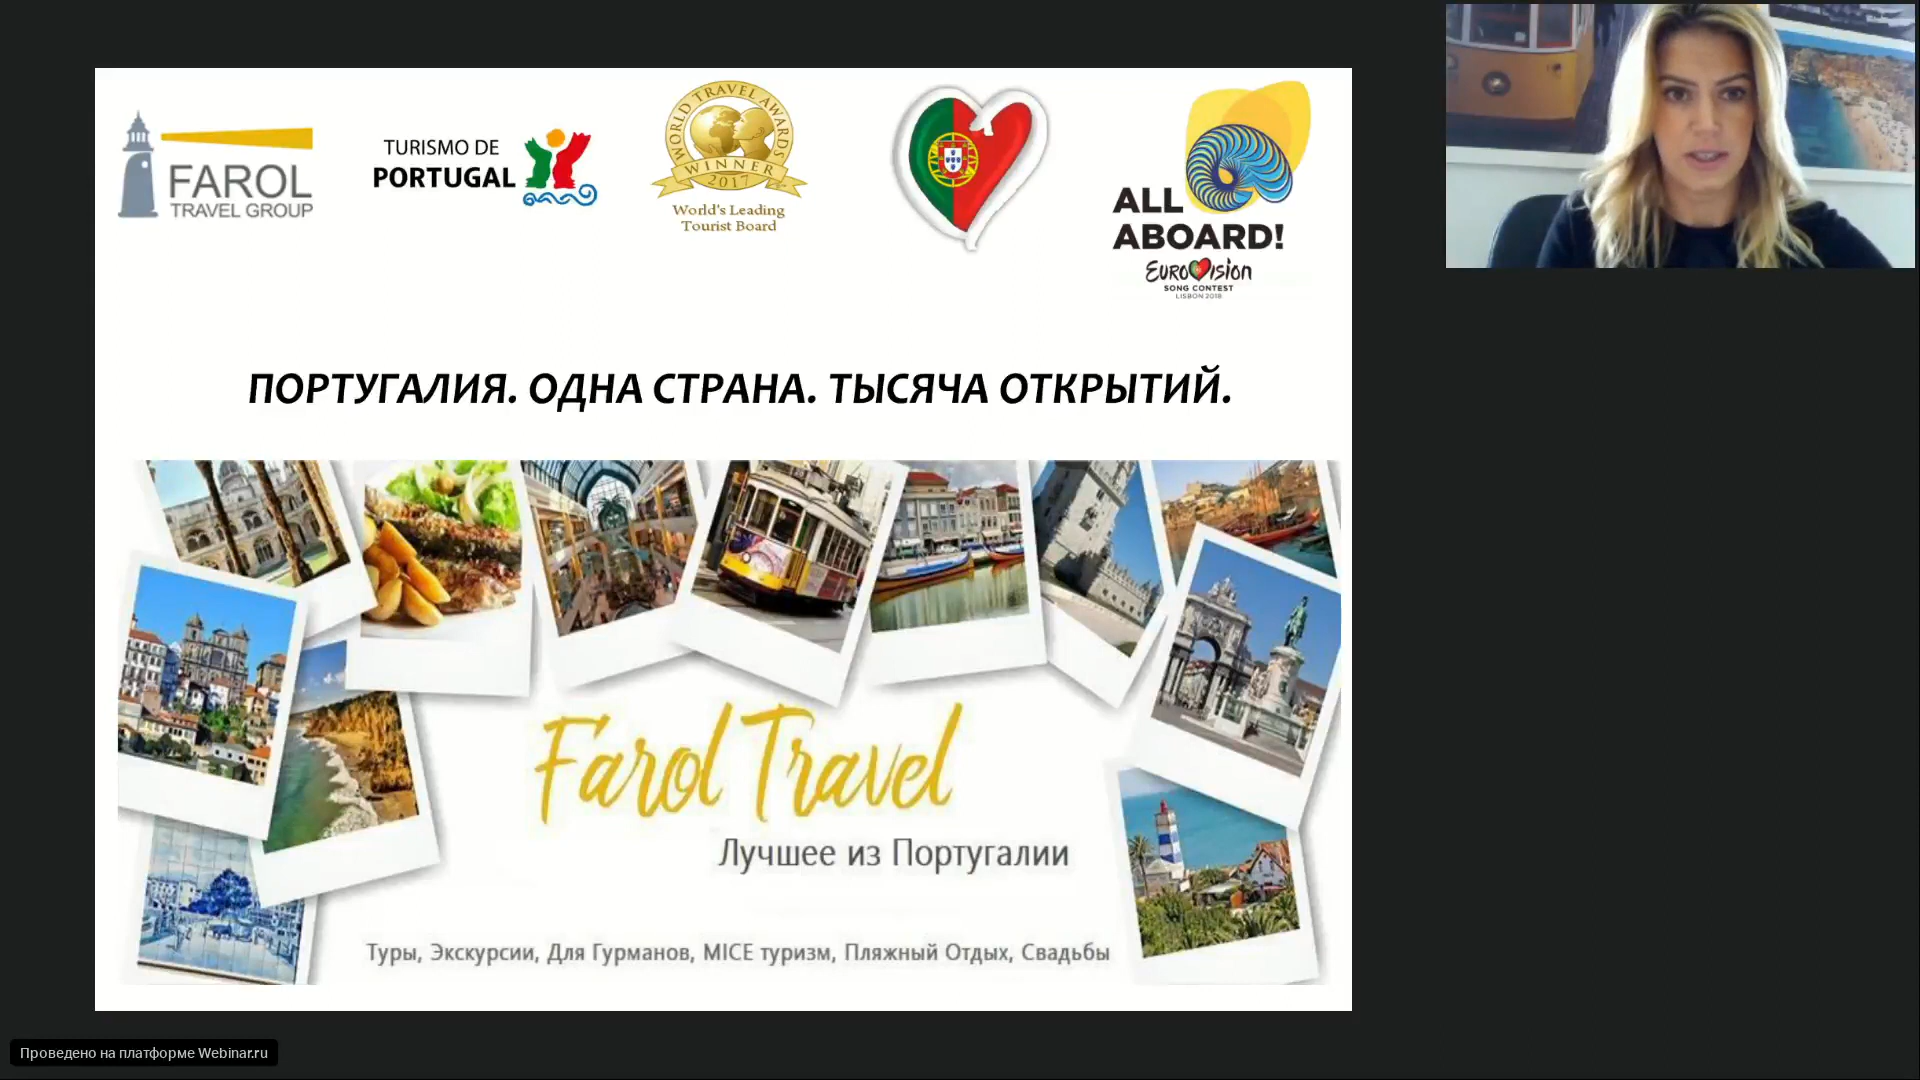 FAROL
TRAVEL GROUP
TURISMO DE
PORTUGAL
WORLD TRAVEL AWARDS
WINNER
2017
World's Leading
Tourist Board
ALL
ABOARD!
EUROVISION
SONG CONTEST
LISBON 2018
ПОРТУГАЛИЯ. ОДНА СТРАНА. ТЫСЯЧА ОТКРЫТИЙ.
Farol Travel
Лучшее из Португалии
Туры, Экскурсии, Для Гурманов, MICE туризм, Пляжный Отдых, Свадьбы
Проведено на платформе Webinar.ru